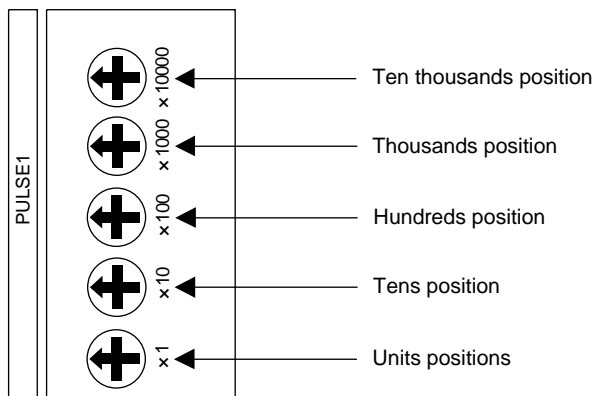 PULSE1
×10000
Ten thousands position
×1000
Thousands position
×100
Hundreds position
×10
Tens position
×1
Units positions